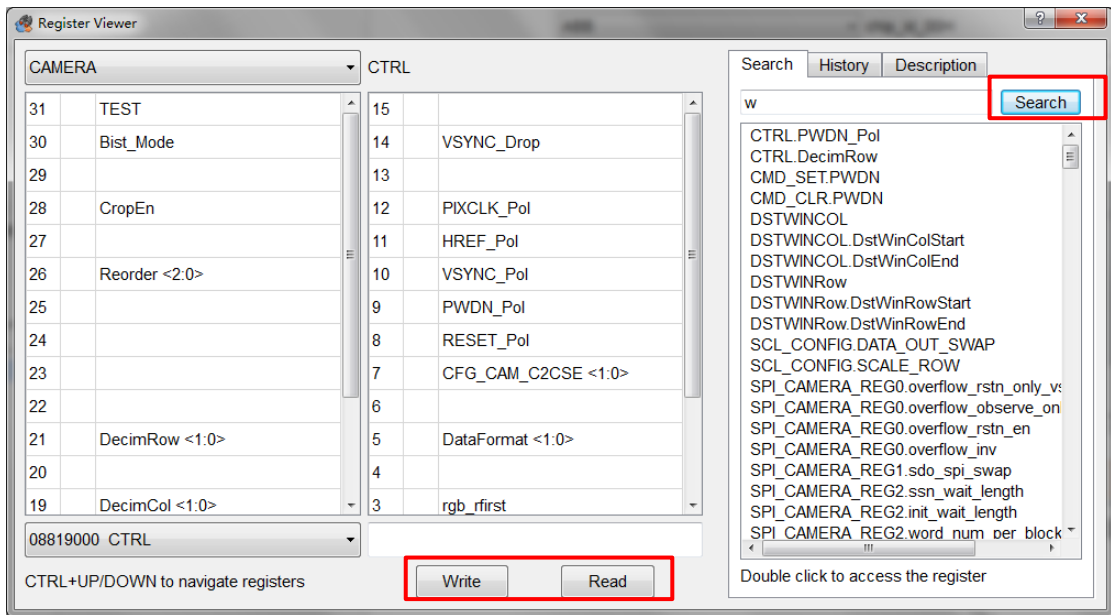 Register Viewer
CAMERA
CTRL
Search History Description
w Search
31 TEST
30 Bist_Mode
29
28 CropEn
27
26 Reorder <2:0>
25
24
23
22
21 DecimRow <1:0>
20
19 DecimCol <1:0>
15
14 VSYNC_Drop
13
12 PIXCLK_Pol
11 HREF_Pol
10 VSYNC_Pol
9 PWDN_Pol
8 RESET_Pol
7 CFG_CAM_C2CSE <1:0>
6
5 DataFormat <1:0>
4
3 rgb_rfirst
CTRL.PWDN_Pol
CTRL.DecimRow
CMD_SET.PWDN
CMD_CLR.PWDN
DSTWINCOL
DSTWINCOL.DstWinColStart
DSTWINCOL.DstWinColEnd
DSTWINRow
DSTWINRow.DstWinRowStart
DSTWINRow.DstWinRowEnd
SCL_CONFIG.DATA_OUT_SWAP
SCL_CONFIG.SCALE_ROW
SPI_CAMERA_REG0.overflow_rstn_only_vs
SPI_CAMERA_REG0.overflow_observe_onl
SPI_CAMERA_REG0.overflow_rstn_en
SPI_CAMERA_REG0.overflow_inv
SPI_CAMERA_REG1.sdo_spi_swap
SPI_CAMERA_REG2.ssn_wait_length
SPI_CAMERA_REG2.init_wait_length
SPI_CAMERA_REG2.word_num_per_block
08819000 CTRL
CTRL+UP/DOWN to navigate registers
Write Read
Double click to access the register